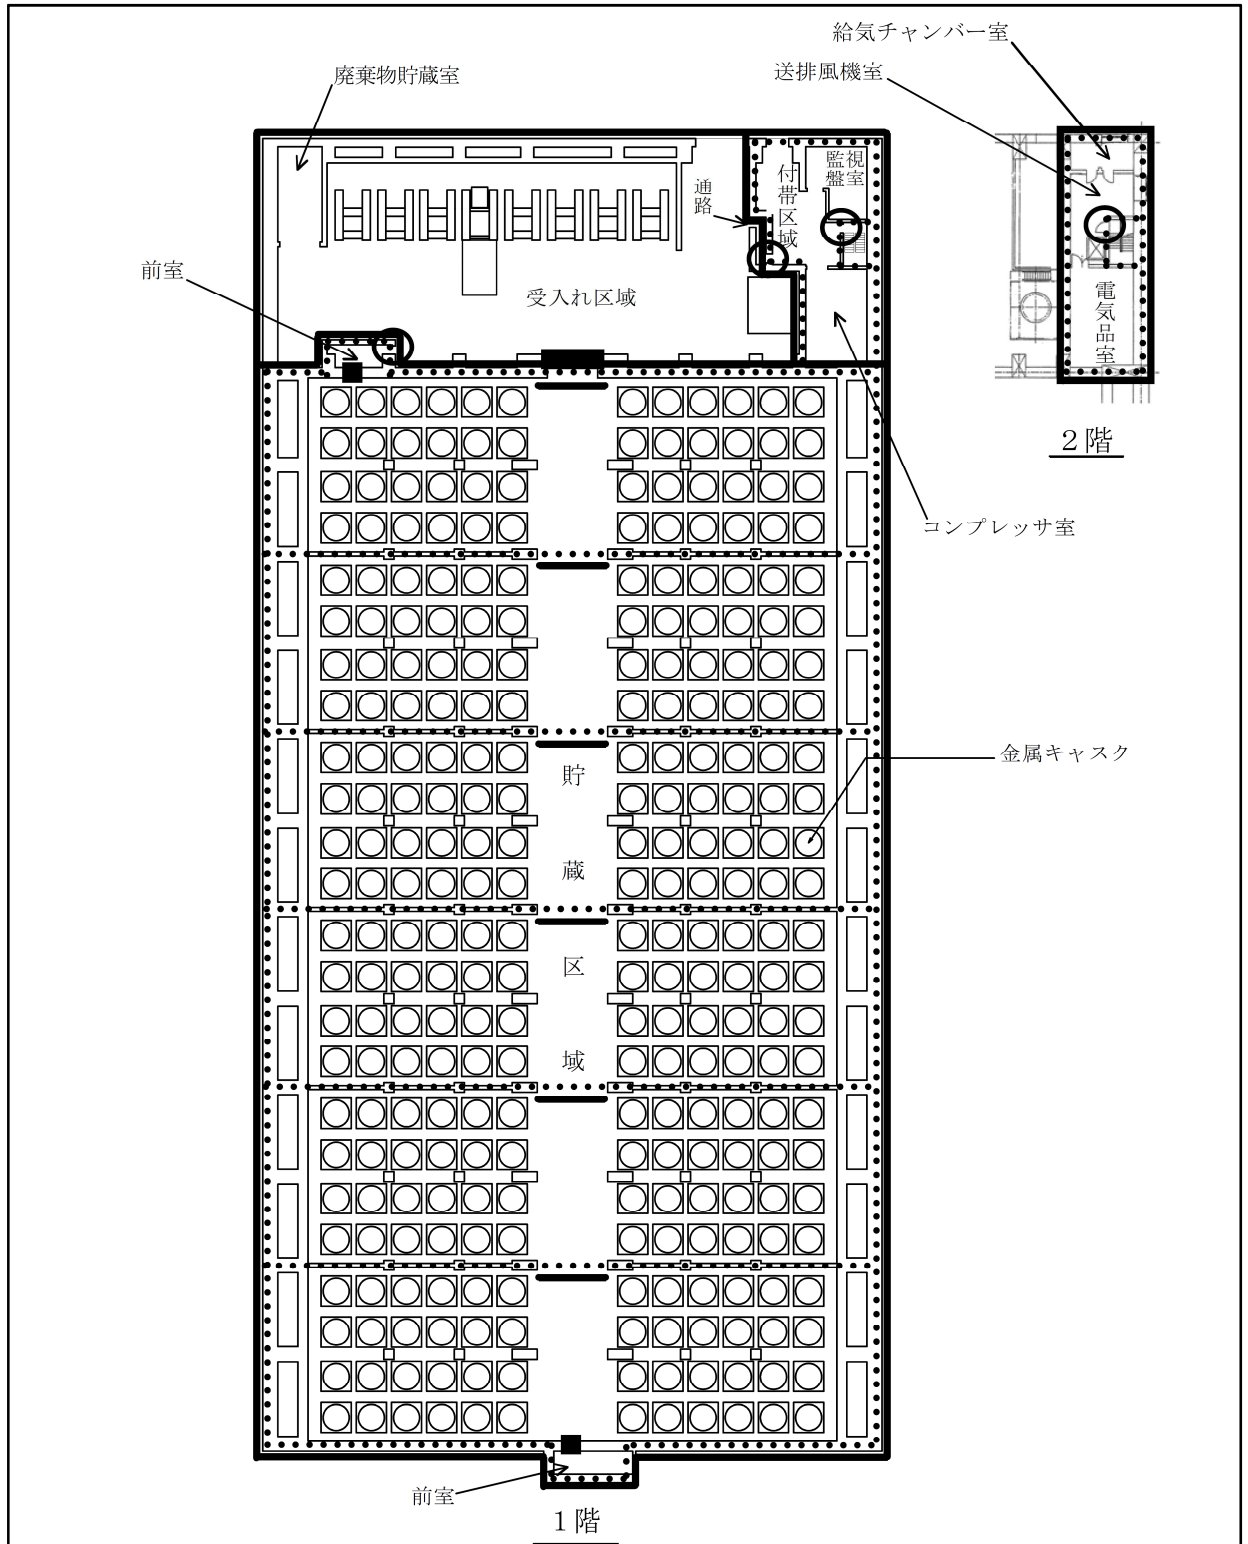 給気チャンバー室
送排風機室
廃棄物貯蔵室
監視
盤室
付帯区域
通路
前室
受入れ区域
電気品室
2階
コンプレッサ室
金属キャスク
貯蔵区域
前室
1階